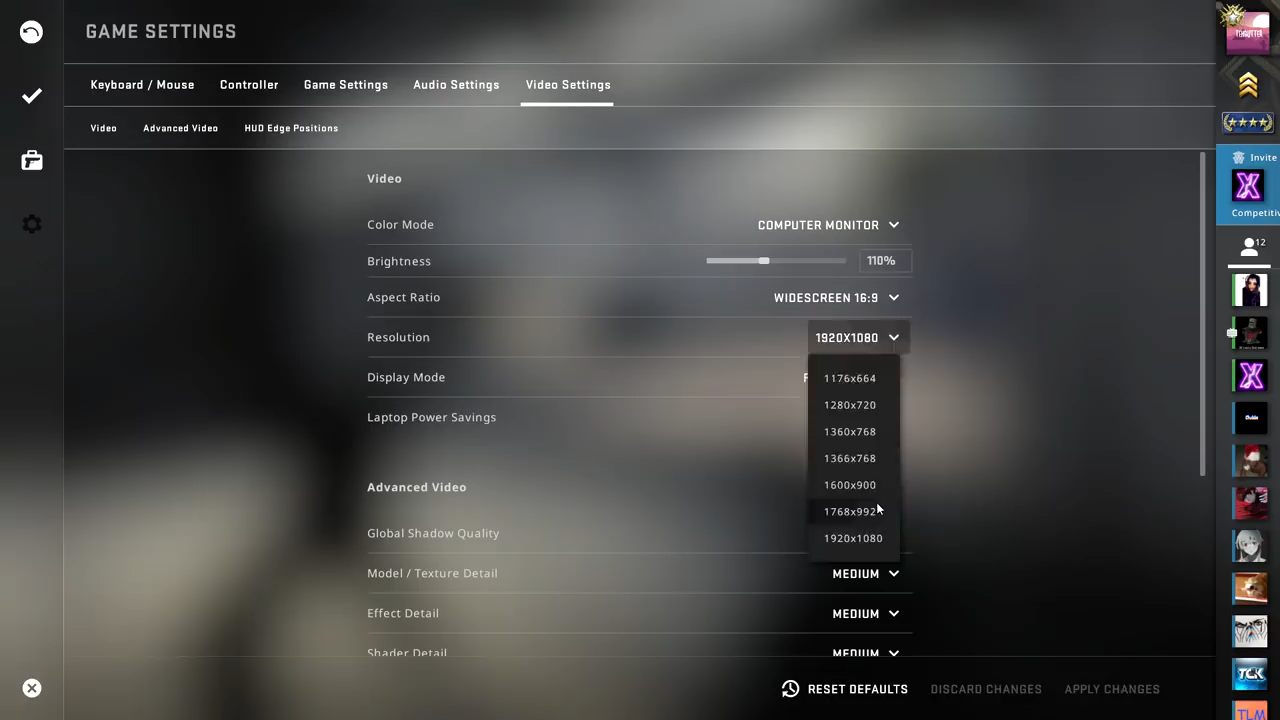 GAME SETTINGS
Keyboard / Mouse
Controller
Game Settings
Audio Settings
Video Settings
Video
Advanced Video
HUD Edge Positions
Video
Color Mode
COMPUTER MONITOR
Brightness
110%
Aspect Ratio
WIDESCREEN 16:9
Resolution
1920X1080
1176x664
1280x720
1360x768
1366x768
1600x900
1768x992
1920x1080
Display Mode
F
Laptop Power Savings
Advanced Video
Global Shadow Quality
Model / Texture Detail
MEDIUM
Effect Detail
MEDIUM
Shader Detail
MEDIUM
RESET DEFAULTS
DISCARD CHANGES
APPLY CHANGES
Invite
Competitiv
12
TCK
TLM